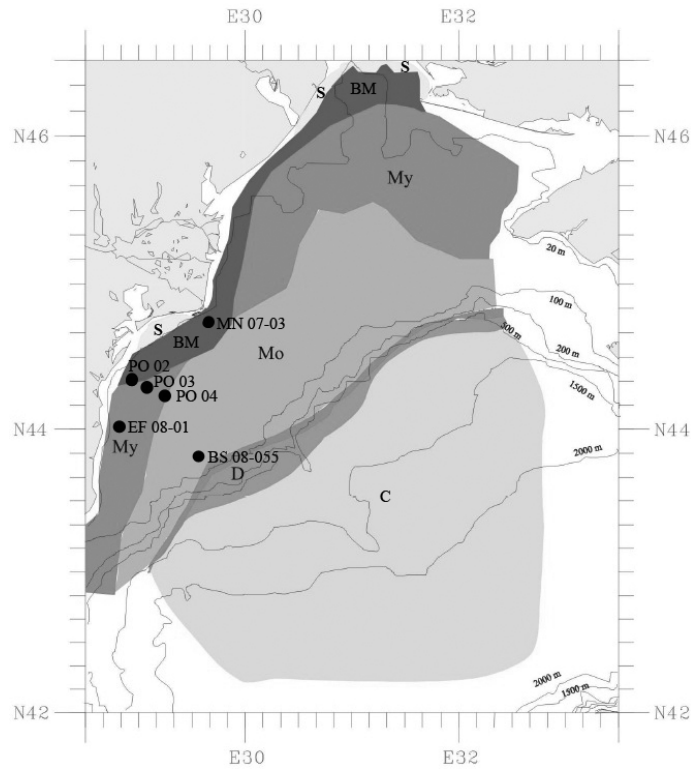 E30 E32
S
S
BM
N46 N46
My
20 m
100 m
S
MN 07-03
500 m
BM
200 m
Mo
PO 02
PO 03
1500 m
PO 04
N44 N44
EF 08-01
My
2000 m
BS 08-055
D
C
2000 m
1500 m
N42 N42
E30 E32